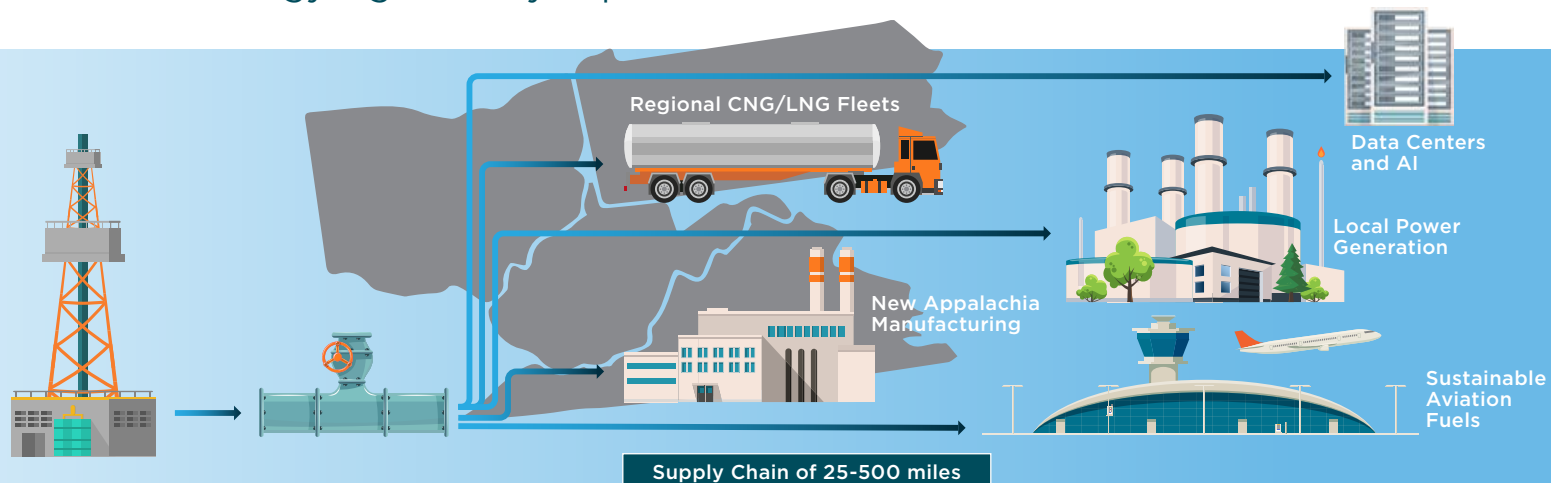 Regional CNG/LNG Fleets
Data Centers
and AI
Local Power
Generation
New Appalachia
Manufacturing
Sustainable
Aviation
Fuels
Supply Chain of 25-500 miles